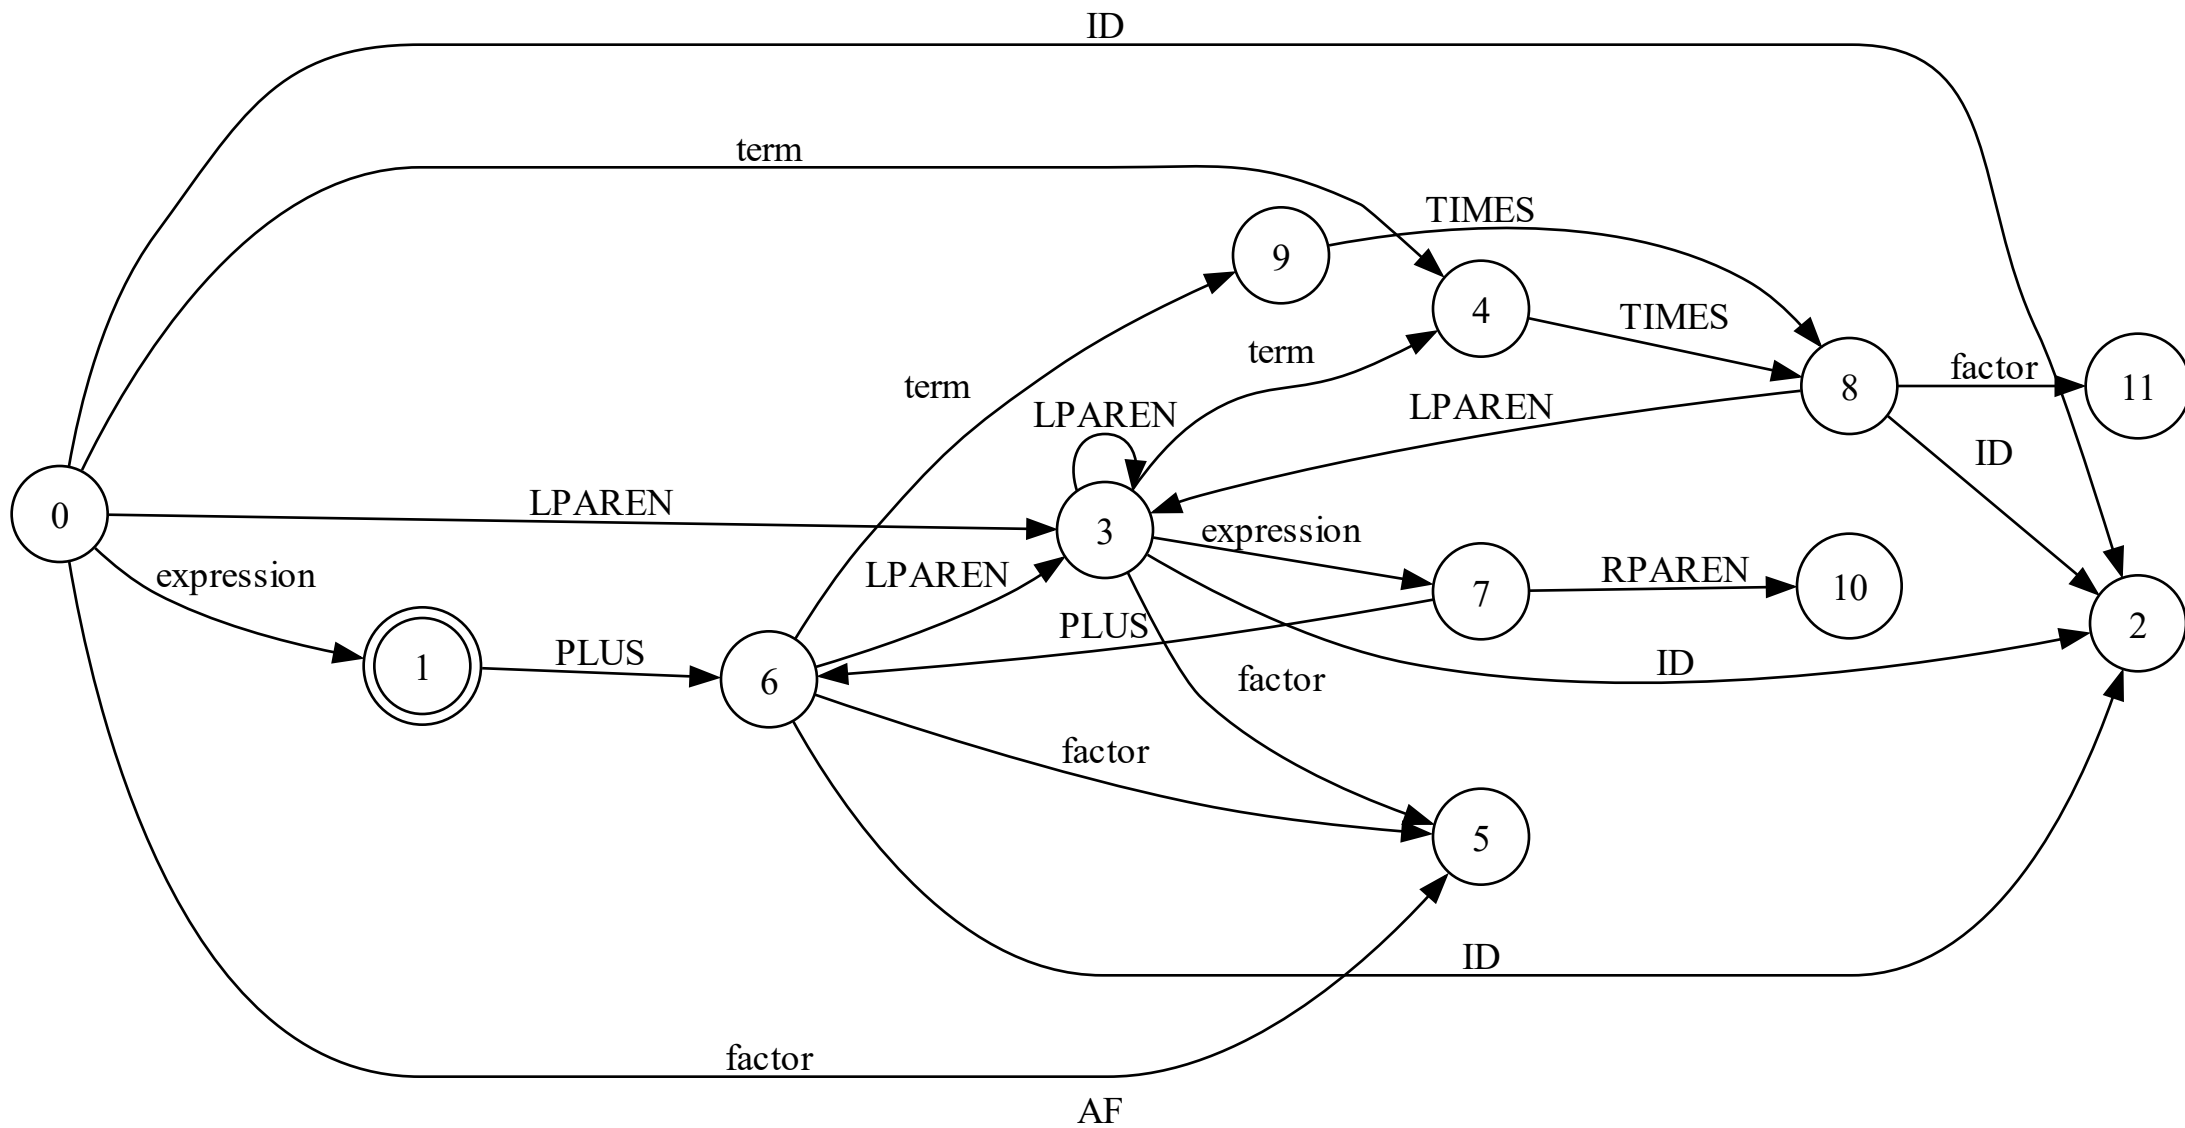 ID
term
TIMES
9
4
TIMES
term
term
factor
8
11
LPAREN
LPAREN
ID
LPAREN
0
3
expression
expression
LPAREN
7
RPAREN
10
PLUS
2
1
PLUS
6
ID
factor
factor
5
ID
factor
AF